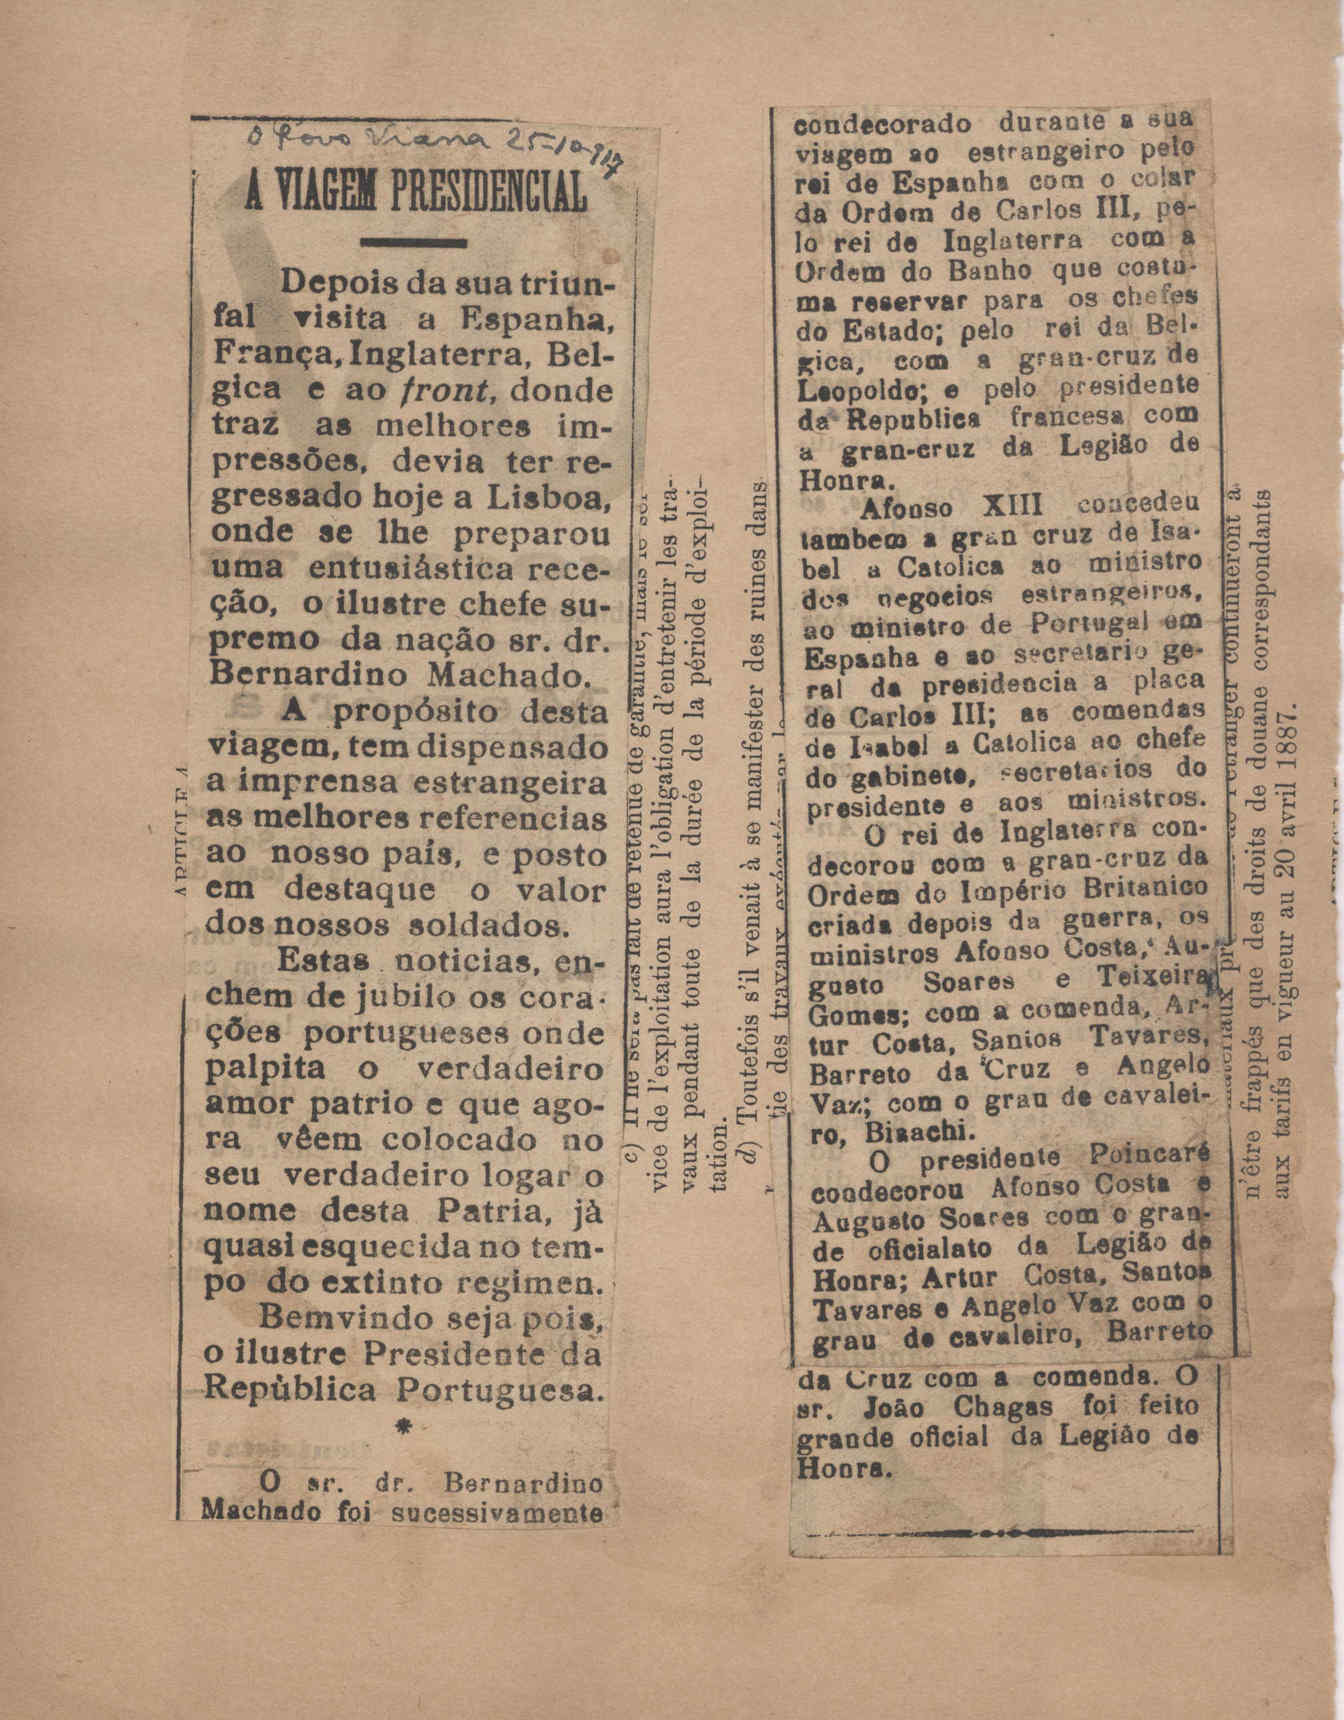 O Povo Viana 25-10-917
A VIAGEM PRESIDENCIAL
Depois da sua triun-
fal visita a Espanha,
França, Inglaterra, Bel-
gica e ao front, donde
traz as melhores im-
pressões, devia ter re-
gressado hoje a Lisboa,
onde se lhe preparou
uma entusiástica rece-
ção, o ilustre chefe su-
premo da nação sr. dr.
Bernardino Machado.
A propósito desta
viagem, tem dispensado
a imprensa estrangeira
as melhores referencias
ao nosso país, e posto
em destaque o valor
dos nossos soldados.
Estas noticias, en-
chem de jubilo os cora-
ções portugueses onde
palpita o verdadeiro
amor patrio e que ago-
ra vêem colocado no
seu verdadeiro logar o
nome desta Patria, jà
quasi esquecida no tem-
po do extinto regimen.
Bemvindo seja pois,
o ilustre Presidente dà
Repùblica Portuguesa.
*
O sr. dr. Bernardino
Machado foi sucessivamente
condecorado durante a sua
viagem ao estrangeiro pelo
rei de Espanha com o colar
da Ordem de Carlos III, pe-
lo rei de Inglaterra com a
Ordem do Banho que costu-
ma reservar para os chefes
do Estado; pelo rei da Bel-
gica, com a gran-cruz de
Leopoldo; e pelo presidente
da Republica francesa com
a gran-cruz da Legião de
Honra.
Afonso XIII concedeu
tambem a gran cruz de Isa-
bel a Catolica ao ministro
dos negocios estrangeiros,
ao ministro de Portugal em
Espanha e ao secretario ge-
ral da presidencia a placa
de Carlos III; as comendas
de Isabel a Catolica ao chefe
do gabinete, secretarios do
presidente e aos ministros.
O rei de Inglaterra con-
decorou com a gran-cruz da
Ordem do Império Britanico
criada depois da guerra, os
ministros Afonso Costa, Au-
gusto Soares e Teixeira
Gomes; com a comenda, Ar-
tur Costa, Santos Tavares,
Barreto da Cruz e Angelo
Vaz; com o grau de cavalei-
ro, Bisachi.
O presidente Poincaré
condecorou Afonso Costa e
Augusto Soares com o gran-
de oficialato da Legião de
Honra; Artur Costa, Santos
Tavares e Angelo Vaz com o
grau de cavaleiro, Barreto
da Cruz com a comenda. O
sr. João Chagas foi feito
grande oficial da Legião de
Honra.
ARTICLE
c) Il ne sera pas fait de retenue de garantie, mais le
vice de l'exploitation aura l'obligation d'entretenir les tra-
vaux pendant toute de la durée de la période d'exploi-
tation.
d) Toutefois s'il venait à se manifester des ruines dans
des travaux
l'étranger continueront à
n'être frappés que des droits de douane correspondants
aux tarifs en vigueur au 20 avril 1887.